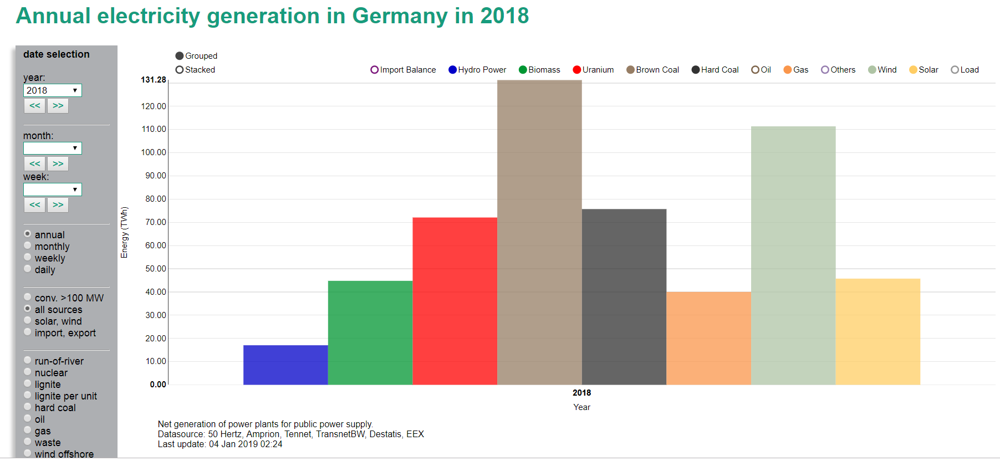 Annual electricity generation in Germany in 2018
date selection
year:
2018
<< >>
month:
<< >>
week:
<< >>
annual
monthly
weekly
daily
conv. >100 MW
all sources
solar, wind
import, export
run-of-river
nuclear
lignite
lignite per unit
hard coal
oil
gas
waste
wind offshore
Grouped
Stacked
Import Balance Hydro Power Biomass Uranium Brown Coal Hard Coal Oil Gas Others Wind Solar Load
131.28
120.00
110.00
100.00
90.00
80.00
70.00
60.00
50.00
40.00
30.00
20.00
10.00
0.00
Energy (TWh)
2018
Year
Net generation of power plants for public power supply.
Datasource: 50 Hertz, Amprion, Tennet, TransnetBW, Destatis, EEX
Last update: 04 Jan 2019 02:24